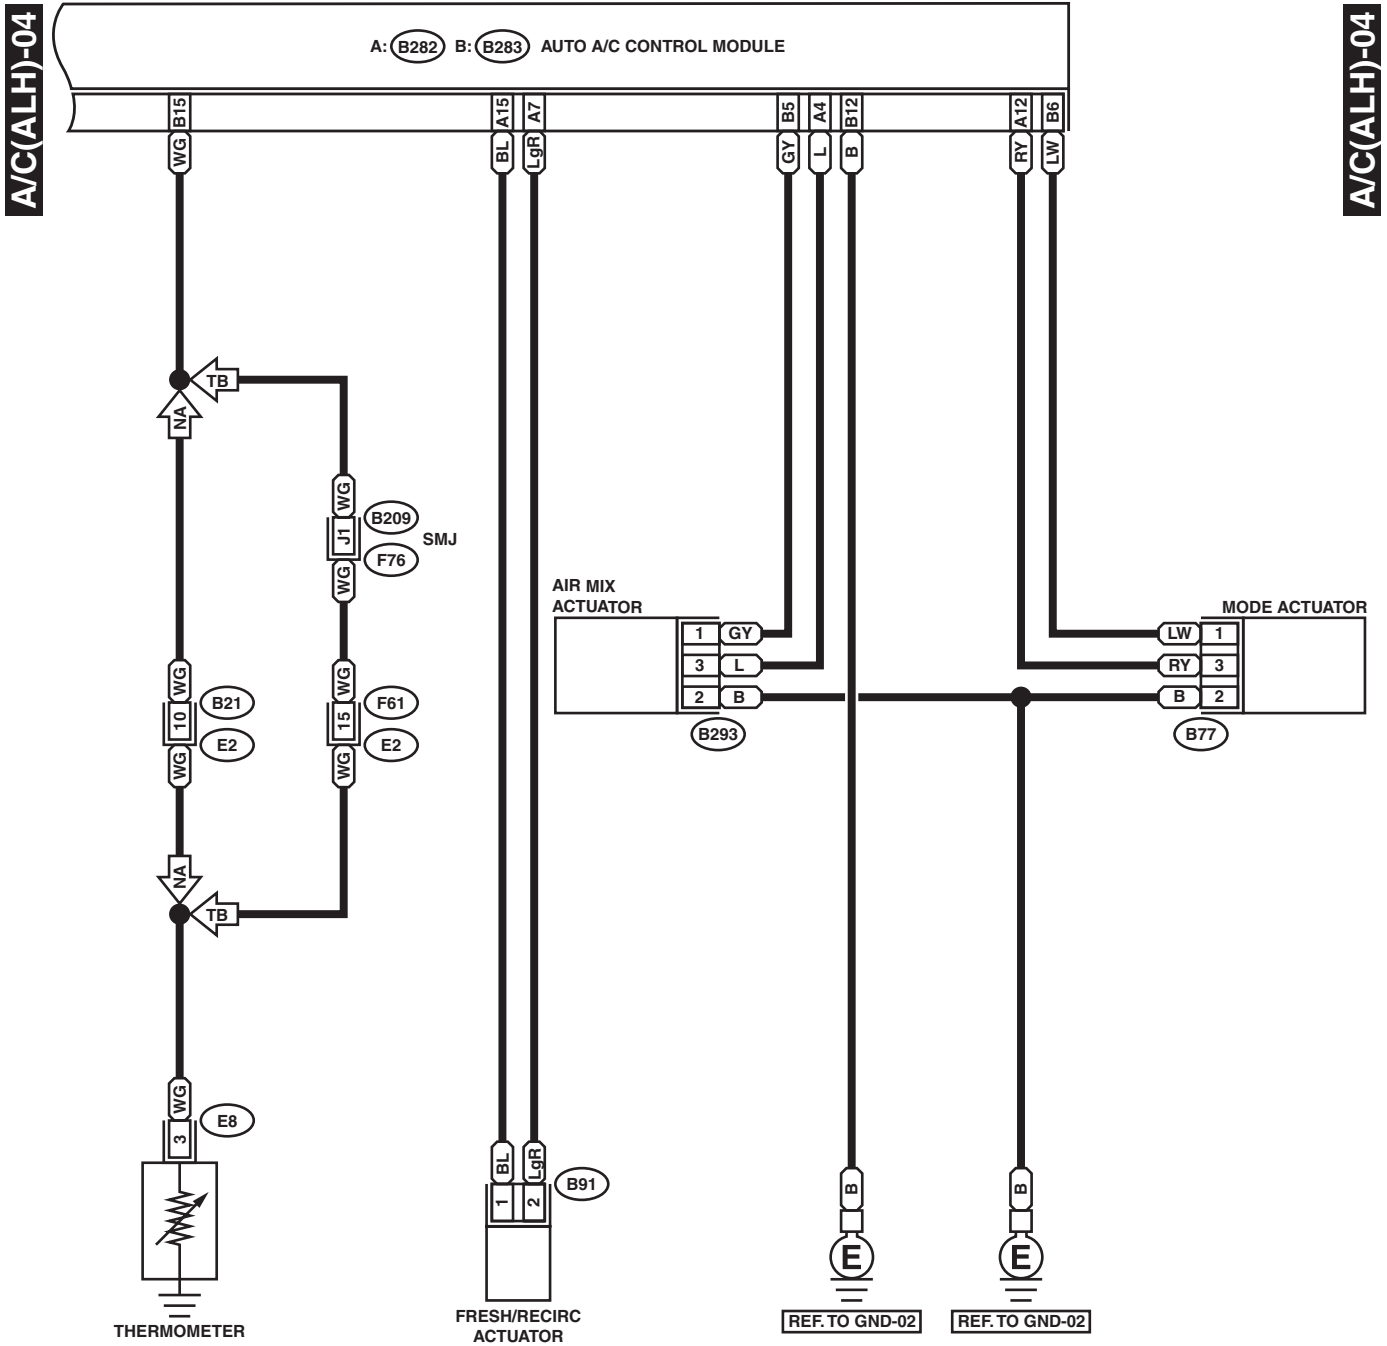 A/C(ALH)-04
A/C(ALH)-04
A: B282 B: B283 AUTO A/C CONTROL MODULE
B15 A15 A7 B5 A4 B12 A12 B6
WG BL LgR GY L B RY LW
TB
NA
WG
J1
B209
SMJ
F76
WG
AIR MIX
ACTUATOR
1 GY
3 L
2 B
B293
MODE ACTUATOR
LW 1
RY 3
B 2
B77
WG WG
10 B21 15 F61
E2 E2
WG WG
NA
TB
WG
3 E8
THERMOMETER
BL LgR
1 2 B91
FRESH/RECIRC
ACTUATOR
B B
E E
REF. TO GND-02 REF. TO GND-02